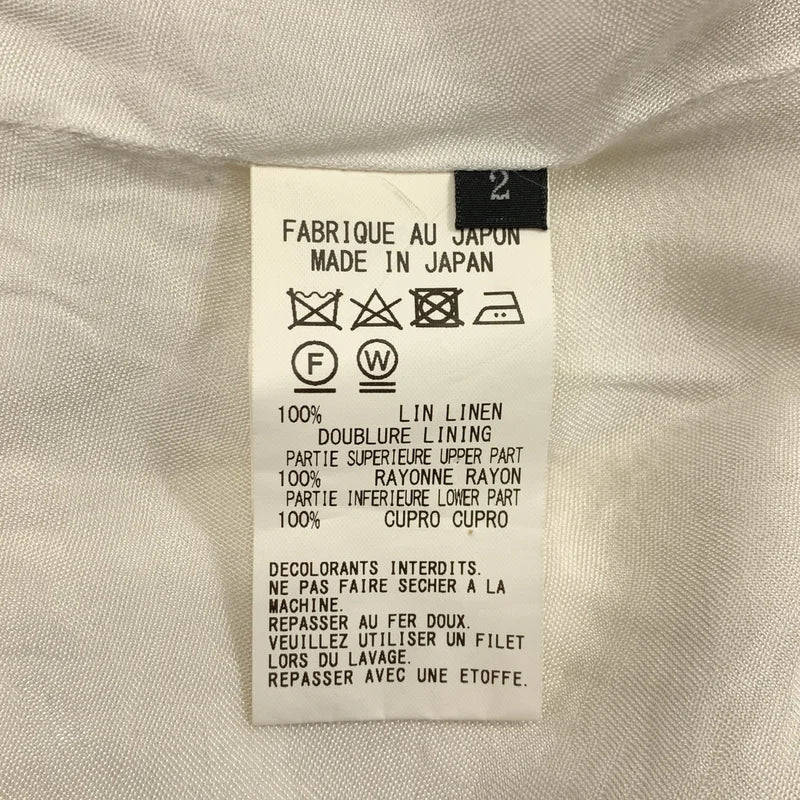 2
FABRIQUE AU JAPON
MADE IN JAPAN
F W
100% LIN LINEN
DOUBLURE LINING
PARTIE SUPERIEURE UPPER PART
100% RAYONNE RAYON
PARTIE INFERIEURE LOWER PART
100% CUPRO CUPRO
DECOLORANTS INTERDITS.
NE PAS FAIRE SECHER A LA
MACHINE.
REPASSER AU FER DOUX.
VEUILLEZ UTILISER UN FILET
LORS DU LAVAGE.
REPASSER AVEC UNE ETOFFE.